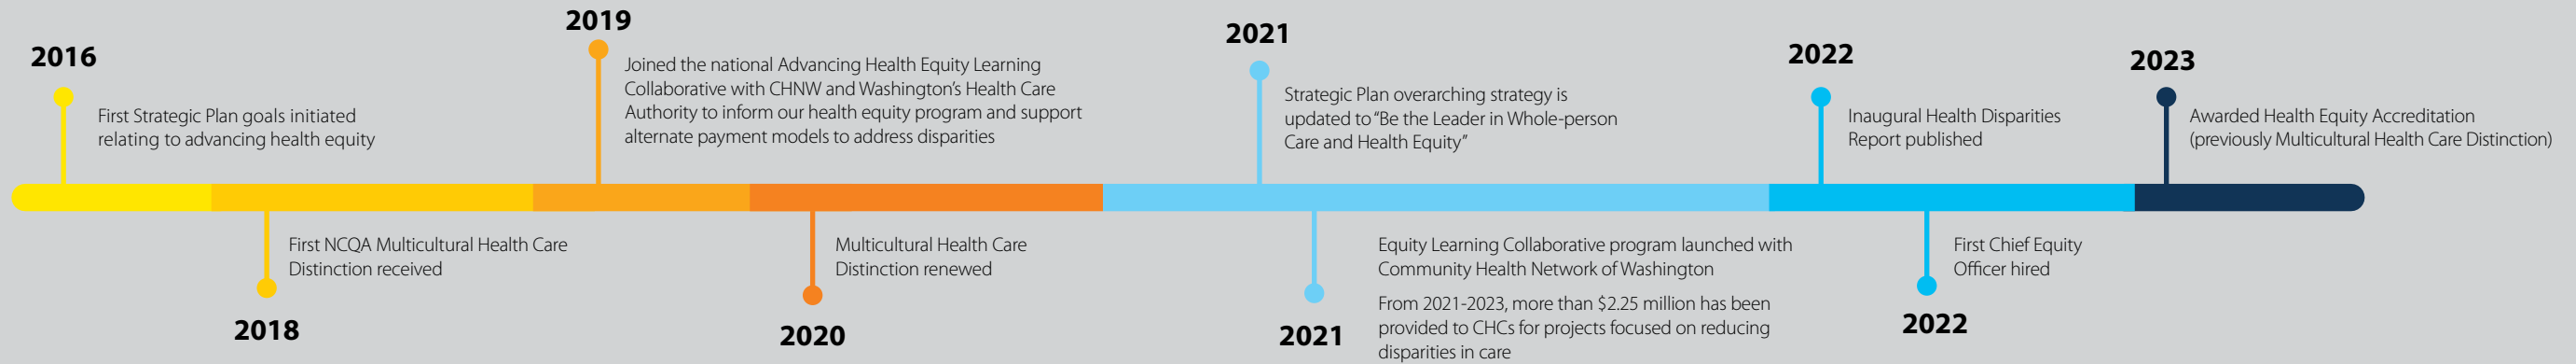 2016
First Strategic Plan goals initiated
relating to advancing health equity
First NCQA Multicultural Health Care
Distinction received
2018
2019
Joined the national Advancing Health Equity Learning
Collaborative with CHNW and Washington’s Health Care
Authority to inform our health equity program and support
alternate payment models to address disparities
Multicultural Health Care
Distinction renewed
2020
2021
Strategic Plan overarching strategy is
updated to “Be the Leader in Whole-person
Care and Health Equity”
Equity Learning Collaborative program launched with
Community Health Network of Washington
From 2021-2023, more than $2.25 million has been
provided to CHCs for projects focused on reducing
disparities in care
2021
2022
Inaugural Health Disparities
Report published
First Chief Equity
Officer hired
2022
2023
Awarded Health Equity Accreditation
(previously Multicultural Health Care Distinction)